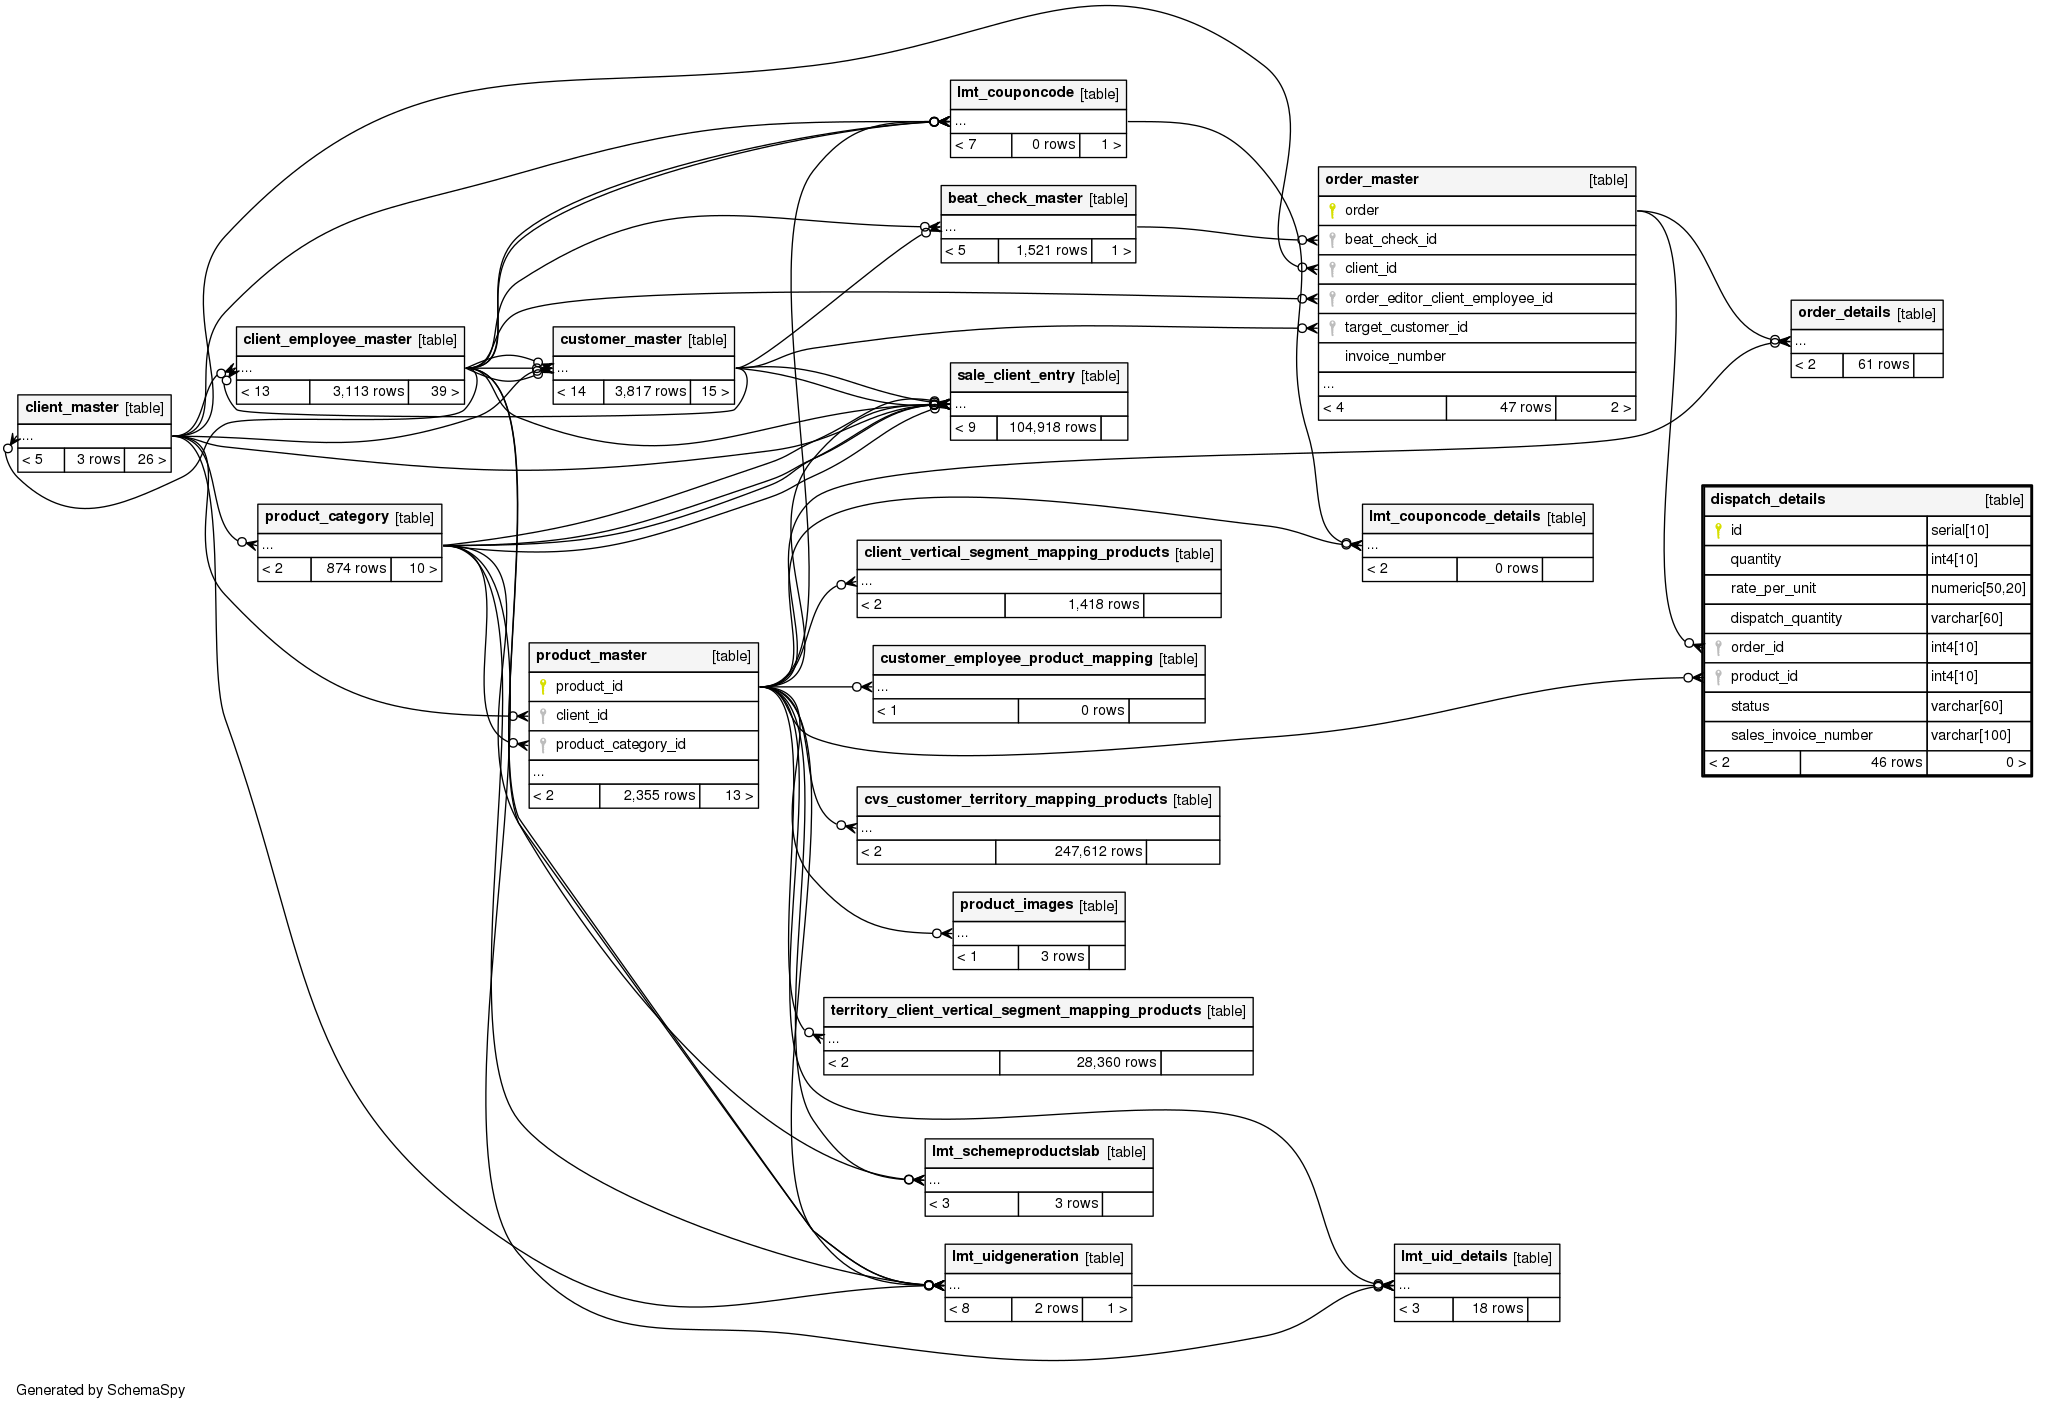 lmt_couponcode [table]
...
< 7 0 rows 1 >
beat_check_master [table]
...
< 5 1,521 rows 1 >
order_master [table]
order
beat_check_id
client_id
order_editor_client_employee_id
target_customer_id
invoice_number
...
< 4 47 rows 2 >
order_details [table]
...
< 2 61 rows
client_employee_master [table]
...
< 13 3,113 rows 39 >
customer_master [table]
...
< 14 3,817 rows 15 >
sale_client_entry [table]
...
< 9 104,918 rows
client_master [table]
...
< 5 3 rows 26 >
product_category [table]
...
< 2 874 rows 10 >
lmt_couponcode_details [table]
...
< 2 0 rows
dispatch_details [table]
id serial[10]
quantity int4[10]
rate_per_unit numeric[50,20]
dispatch_quantity varchar[60]
order_id int4[10]
product_id int4[10]
status varchar[60]
sales_invoice_number varchar[100]
< 2 46 rows 0 >
client_vertical_segment_mapping_products [table]
...
< 2 1,418 rows
product_master [table]
product_id
client_id
product_category_id
...
< 2 2,355 rows 13 >
customer_employee_product_mapping [table]
...
< 1 0 rows
cvs_customer_territory_mapping_products [table]
...
< 2 247,612 rows
product_images [table]
...
< 1 3 rows
territory_client_vertical_segment_mapping_products [table]
...
< 2 28,360 rows
lmt_schemeproductslab [table]
...
< 3 3 rows
lmt_uidgeneration [table]
...
< 8 2 rows 1 >
lmt_uid_details [table]
...
< 3 18 rows
Generated by SchemaSpy